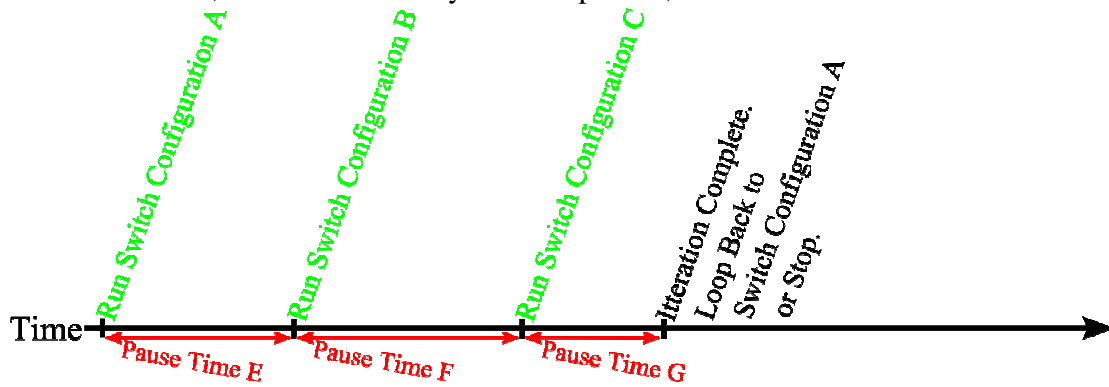 Run Switch Configuration A
Run Switch Configuration B
Run Switch Configuration C
Itteration Complete.
Loop Back to
Switch Configuration A
or Stop.
Time
Pause Time E
Pause Time F
Pause Time G